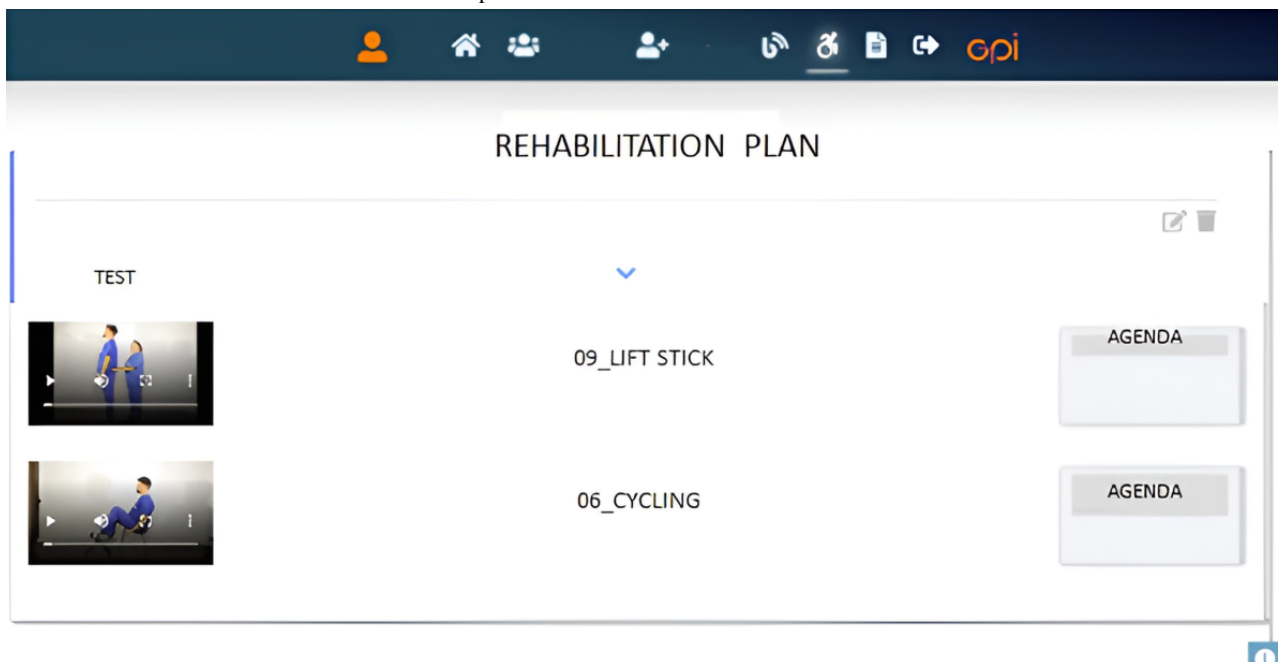 GPI
REHABILITATION PLAN
TEST
09_LIFT STICK
AGENDA
06_CYCLING
AGENDA